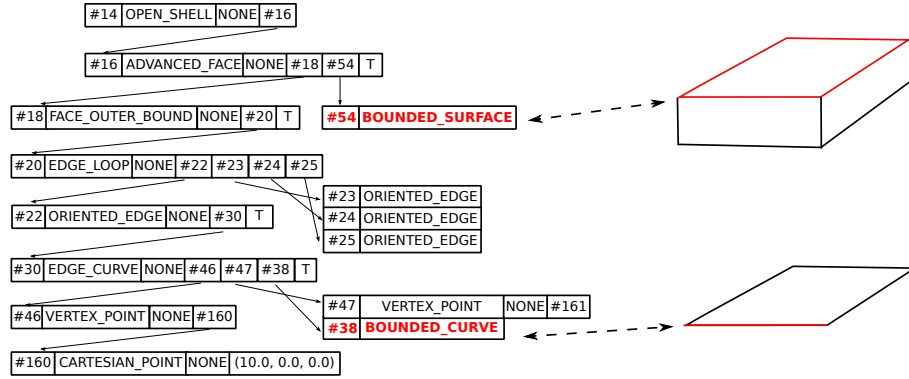 #14 OPEN_SHELL NONE #16
#16 ADVANCED_FACE NONE #18 #54 T
#18 FACE_OUTER_BOUND NONE #20 T
#54 BOUNDED_SURFACE
#20 EDGE_LOOP NONE #22 #23 #24 #25
#23 ORIENTED_EDGE
#22 ORIENTED_EDGE NONE #30 T
#24 ORIENTED_EDGE
#25 ORIENTED_EDGE
#30 EDGE_CURVE NONE #46 #47 #38 T
#47 VERTEX_POINT NONE #161
#46 VERTEX_POINT NONE #160
#38 BOUNDED_CURVE
#160 CARTESIAN_POINT NONE (10.0, 0.0, 0.0)